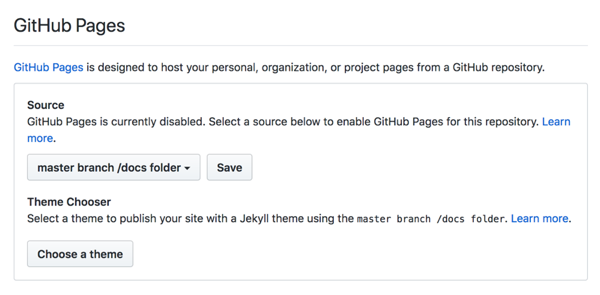 GitHub Pages
GitHub Pages is designed to host your personal, organization, or project pages from a GitHub repository.
Source
GitHub Pages is currently disabled. Select a source below to enable GitHub Pages for this repository. Learn
more.
master branch /docs folder Save
Theme Chooser
Select a theme to publish your site with a Jekyll theme using the master branch /docs folder. Learn more.
Choose a theme